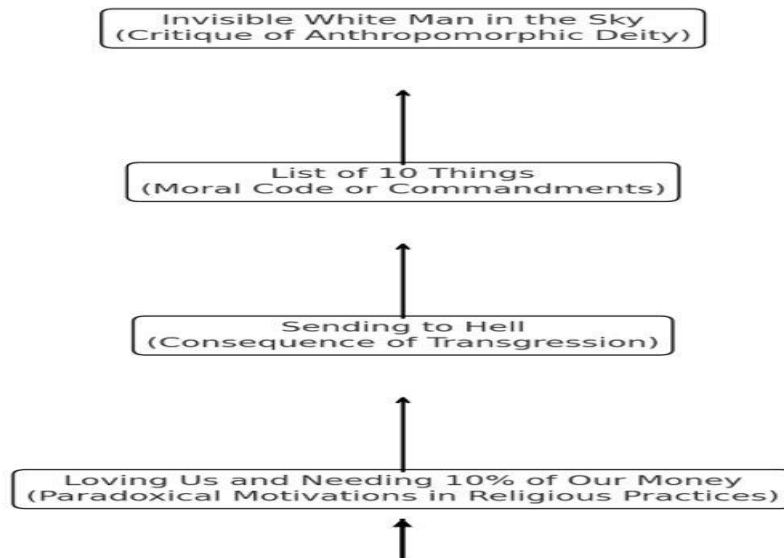 Invisible White Man in the Sky
(Critique of Anthropomorphic Deity)
List of 10 Things
(Moral Code or Commandments)
Sending to Hell
(Consequence of Transgression)
Loving Us and Needing 10% of Our Money
(Paradoxical Motivations in Religious Practices)